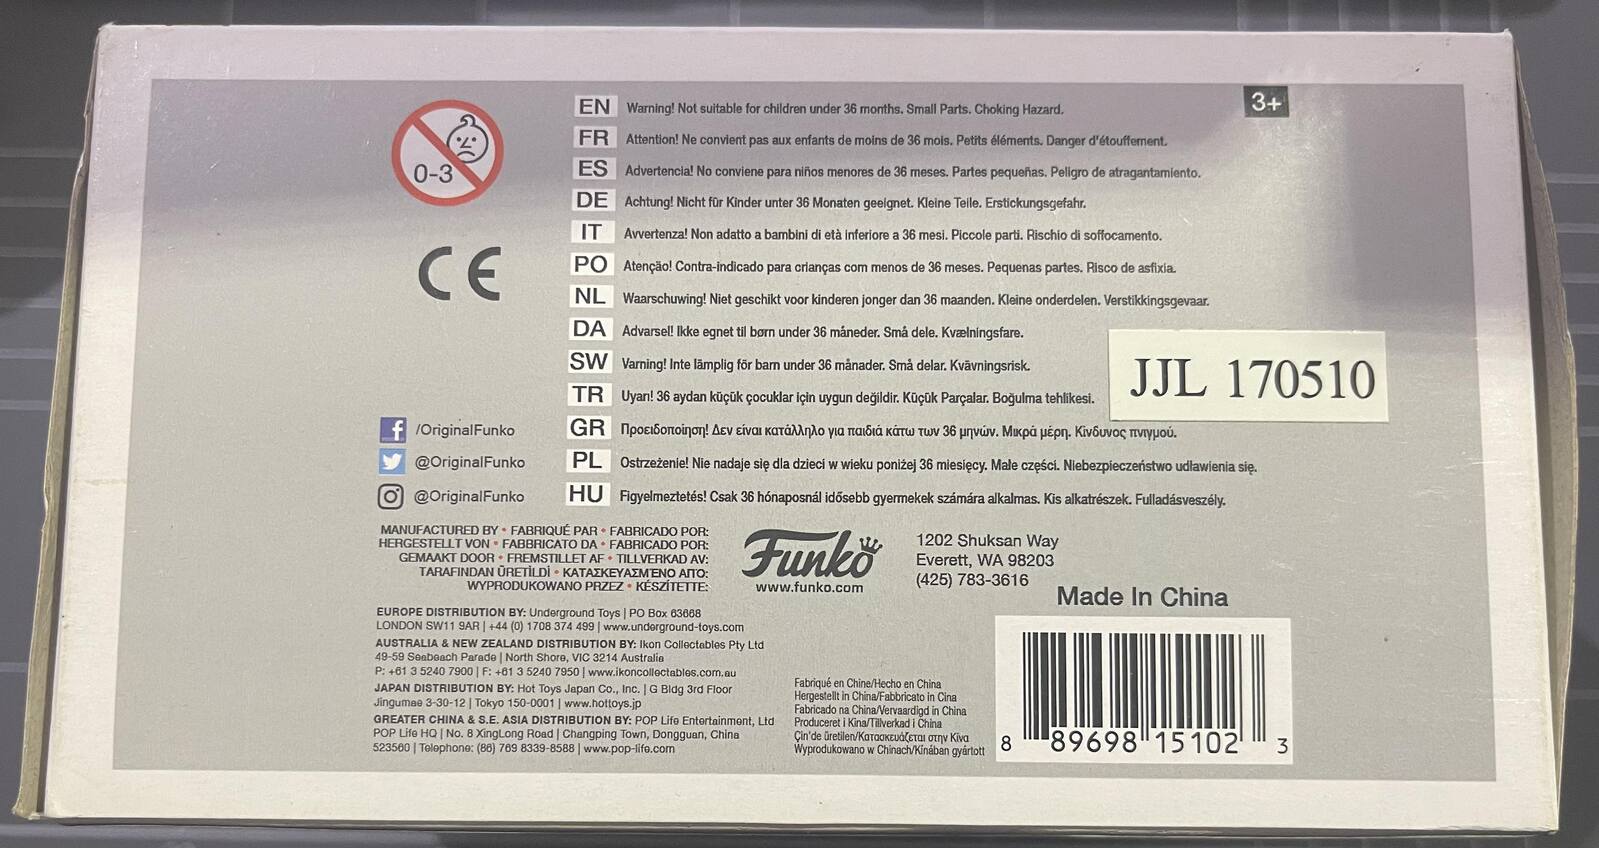 0-3
CE
3+
EN Warning! Not suitable for children under 36 months. Small Parts. Choking Hazard.
FR Attention! Ne convient pas aux enfants de moins de 36 mois. Petits éléments. Danger d'étouffement.
ES Advertencia! No conviene para niños menores de 36 meses. Partes pequeñas. Peligro de atragantamiento.
DE Achtung! Nicht für Kinder unter 36 Monaten geeignet. Kleine Teile. Erstickungsgefahr.
IT Avvertenza! Non adatto a bambini di età inferiore a 36 mesi. Piccole parti. Rischio di soffocamento.
PO Atenção! Contra-indicado para crianças com menos de 36 meses. Pequenas partes. Risco de asfixia.
NL Waarschuwing! Niet geschikt voor kinderen jonger dan 36 maanden. Kleine onderdelen. Verstikkingsgevaar.
DA Advarsel! Ikke egnet til børn under 36 måneder. Små dele. Kvælningsfare.
SW Varning! Inte lämplig för barn under 36 månader. Små delar. Kvävningsrisk.
TR Uyarı! 36 aydan küçük çocuklar için uygun değildir. Küçük Parçalar. Boğulma tehlikesi.
GR Προειδοποίηση! Δεν είναι κατάλληλο για παιδιά κάτω των 36 μηνών. Μικρά μέρη. Κίνδυνος πνιγμού.
PL Ostrzeżenie! Nie nadaje się dla dzieci w wieku poniżej 36 miesięcy. Małe części. Niebezpieczeństwo udławienia się.
HU Figyelmeztetés! Csak 36 hónaposnál idősebb gyermekek számára alkalmas. Kis alkatrészek. Fulladásveszély.
JJL 170510
/OriginalFunko
@OriginalFunko
@OriginalFunko
MANUFACTURED BY • FABRIQUÉ PAR • FABRICADO POR:
HERGESTELLT VON • FABBRICATO DA • FABRICADO POR:
GEMAAKT DOOR • FREMSTILLET AF • TILLVERKAD AV:
TARAFINDAN ÜRETİLDİ • ΚΑΤΑΣΚΕΥΑΣΜΈΝΟ ΑΠΌ:
WYPRODUKOWANO PRZEZ • KÉSZÍTETTE:
Funko
www.funko.com
1202 Shuksan Way
Everett, WA 98203
(425) 783-3616
EUROPE DISTRIBUTION BY: Underground Toys | PO Box 63668
LONDON SW11 9AR | +44 (0) 1708 374 499 | www.underground-toys.com
AUSTRALIA & NEW ZEALAND DISTRIBUTION BY: Ikon Collectables Pty Ltd
49-59 Seabeach Parade | North Shore, VIC 3214 Australia
P: +61 3 5240 7900 | F: +61 3 5240 7950 | www.ikoncollectables.com.au
JAPAN DISTRIBUTION BY: Hot Toys Japan Co., Inc. | G Bldg 3rd Floor
Jingumae 3-30-12 | Tokyo 150-0001 | www.hottoys.jp
GREATER CHINA & S.E. ASIA DISTRIBUTION BY: POP Life Entertainment, Ltd
POP Life HQ | No. 8 XingLong Road | Changping Town, Dongguan, China
523560 | Telephone: (86) 769 8339-8588 | www.pop-life.com
Fabriqué en Chine/Hecho en China
Hergestellt in China/Fabbricato in Cina
Fabricado na China/Vervaardigd in China
Produceret i Kina/Tillverkad i China
Çin'de üretilen/Κατασκευάζεται στην Κίνα
Wyprodukowano w Chinach/Kínában gyártott
Made In China
8 89698 15102 3